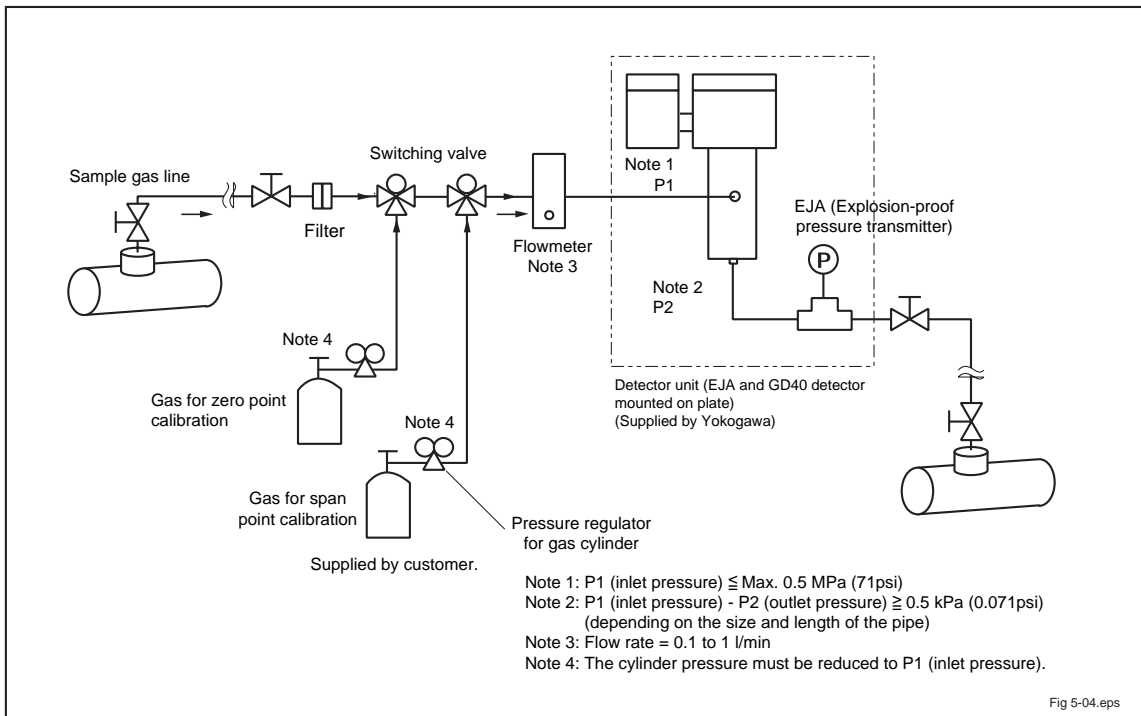 Sample gas line
Switching valve
Filter
Flowmeter
Note 3
Note 1
P1
EJA (Explosion-proof
pressure transmitter)
P
Note 2
P2
Detector unit (EJA and GD40 detector
mounted on plate)
(Supplied by Yokogawa)
Note 4
Gas for zero point
calibration
Note 4
Gas for span
point calibration
Pressure regulator
for gas cylinder
Supplied by customer.
Note 1: P1 (inlet pressure) ≦ Max. 0.5 MPa (71psi)
Note 2: P1 (inlet pressure) - P2 (outlet pressure) ≧ 0.5 kPa (0.071psi)
(depending on the size and length of the pipe)
Note 3: Flow rate = 0.1 to 1 l/min
Note 4: The cylinder pressure must be reduced to P1 (inlet pressure).
Fig 5-04.eps